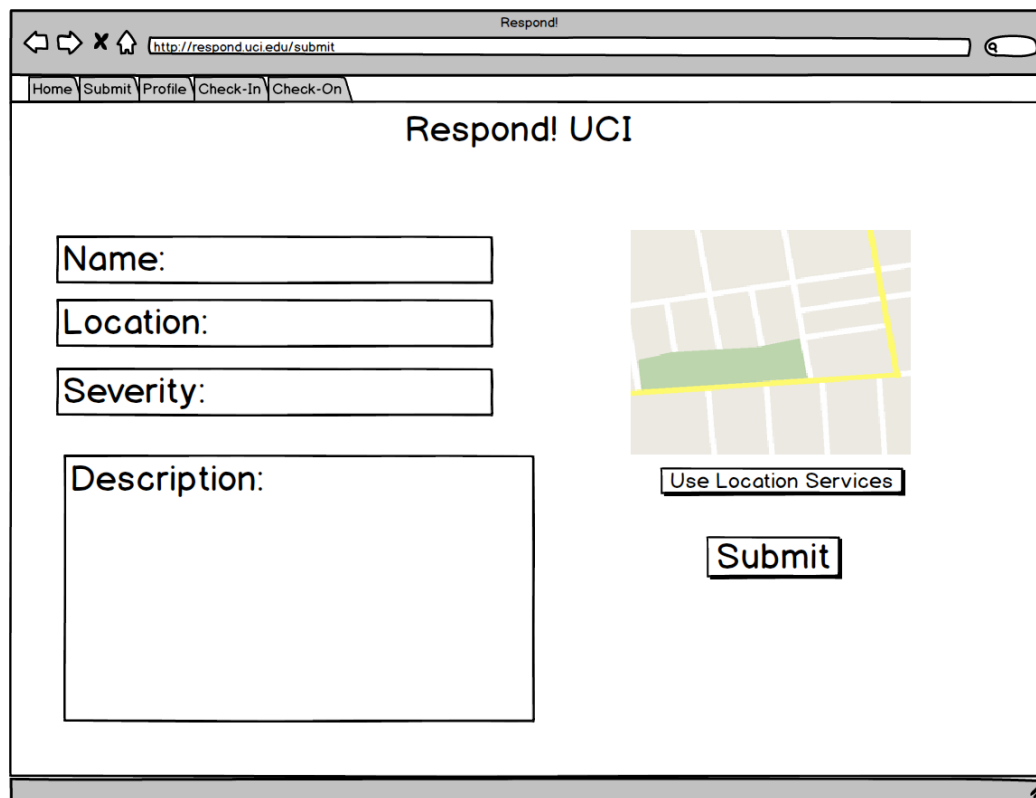 Respond!
http://respond.uci.edu/submit
Home Submit Profile Check-In Check-On
Respond! UCI
Name:
Location:
Severity:
Description:
Use Location Services
Submit